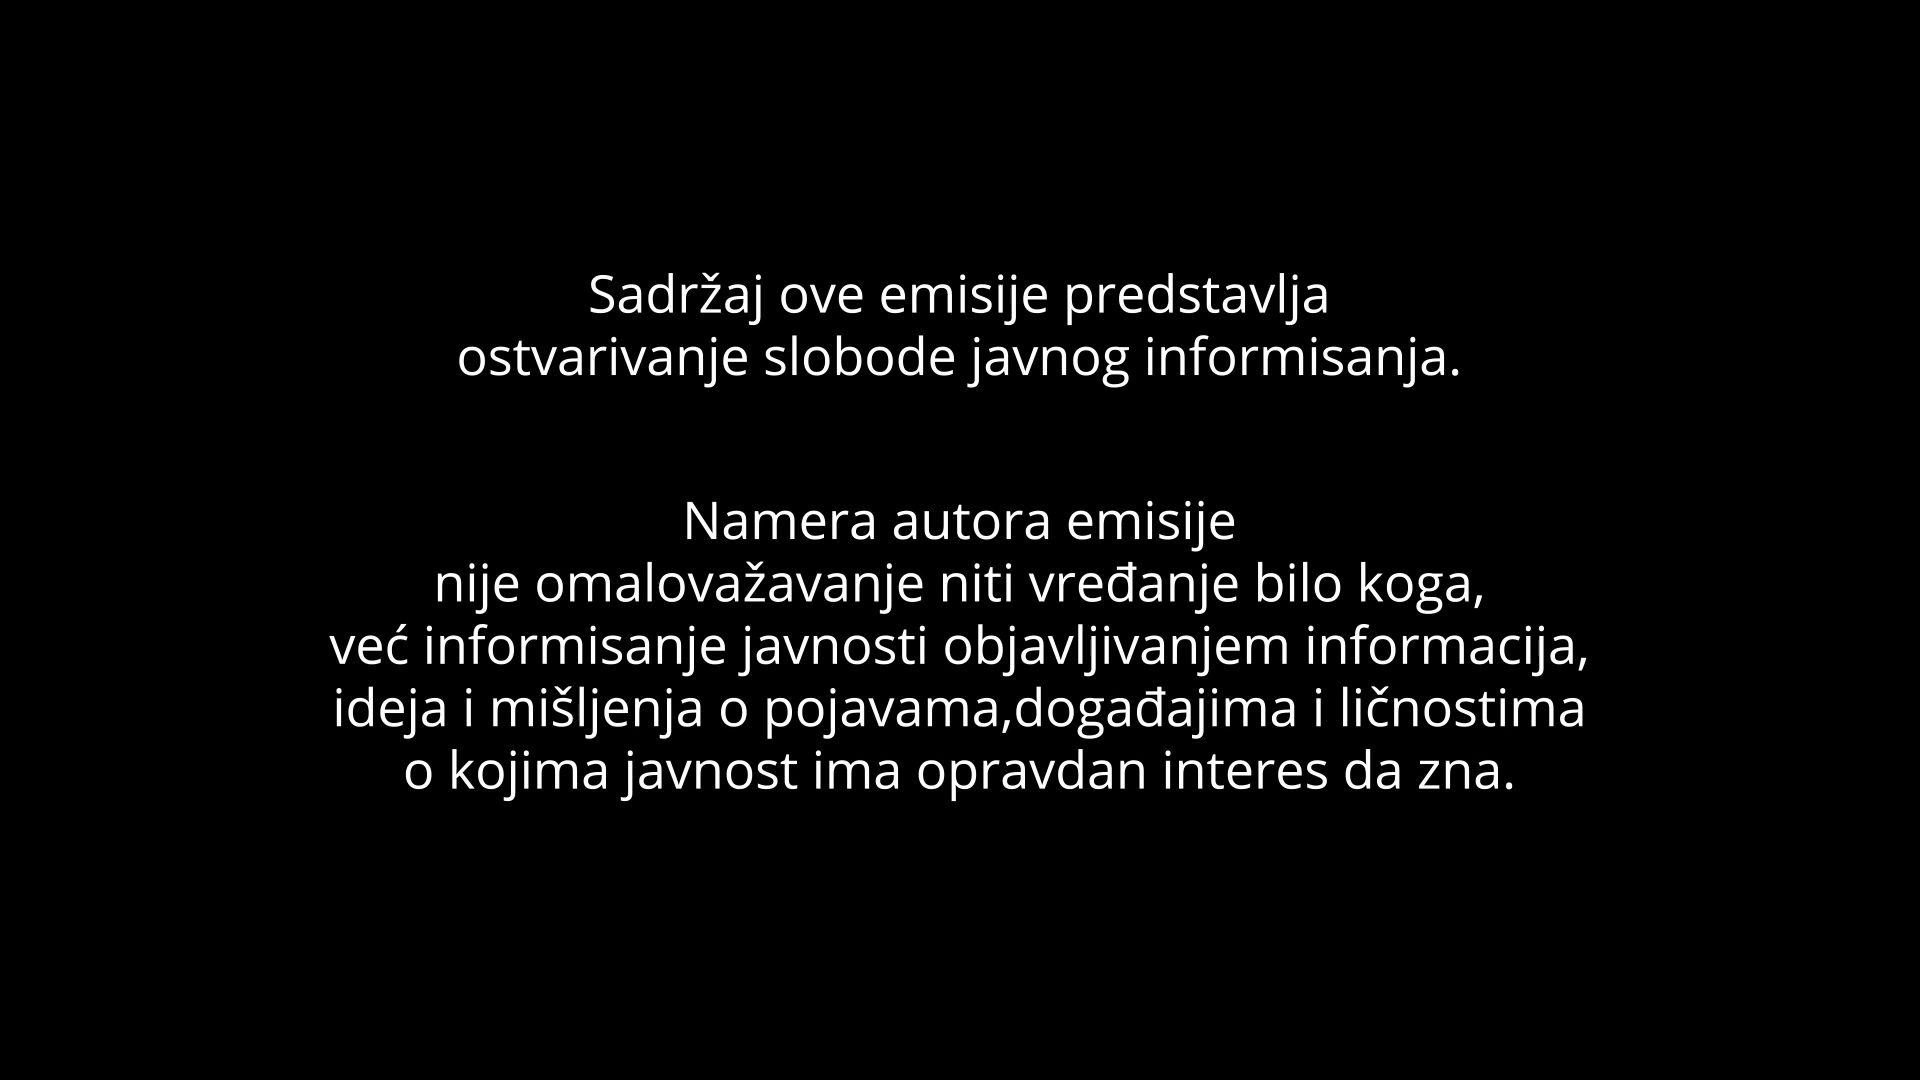 Sadržaj ove emisije predstavlja
ostvarivanje slobode javnog informisanja.
Namera autora emisije
nije omalovažavanje niti vređanje bilo koga,
već informisanje javnosti objavljivanjem informacija,
ideja i mišljenja o pojavama,događajima i ličnostima
o kojima javnost ima opravdan interes da zna.